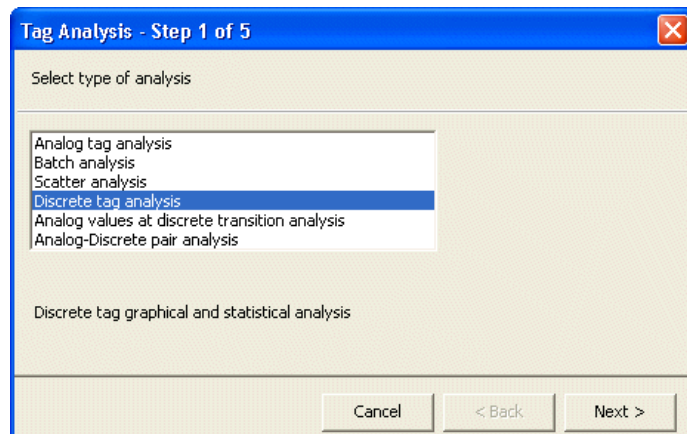 Tag Analysis - Step 1 of 5
Select type of analysis
Analog tag analysis
Batch analysis
Scatter analysis
Discrete tag analysis
Analog values at discrete transition analysis
Analog-Discrete pair analysis
Discrete tag graphical and statistical analysis
Cancel < Back Next >